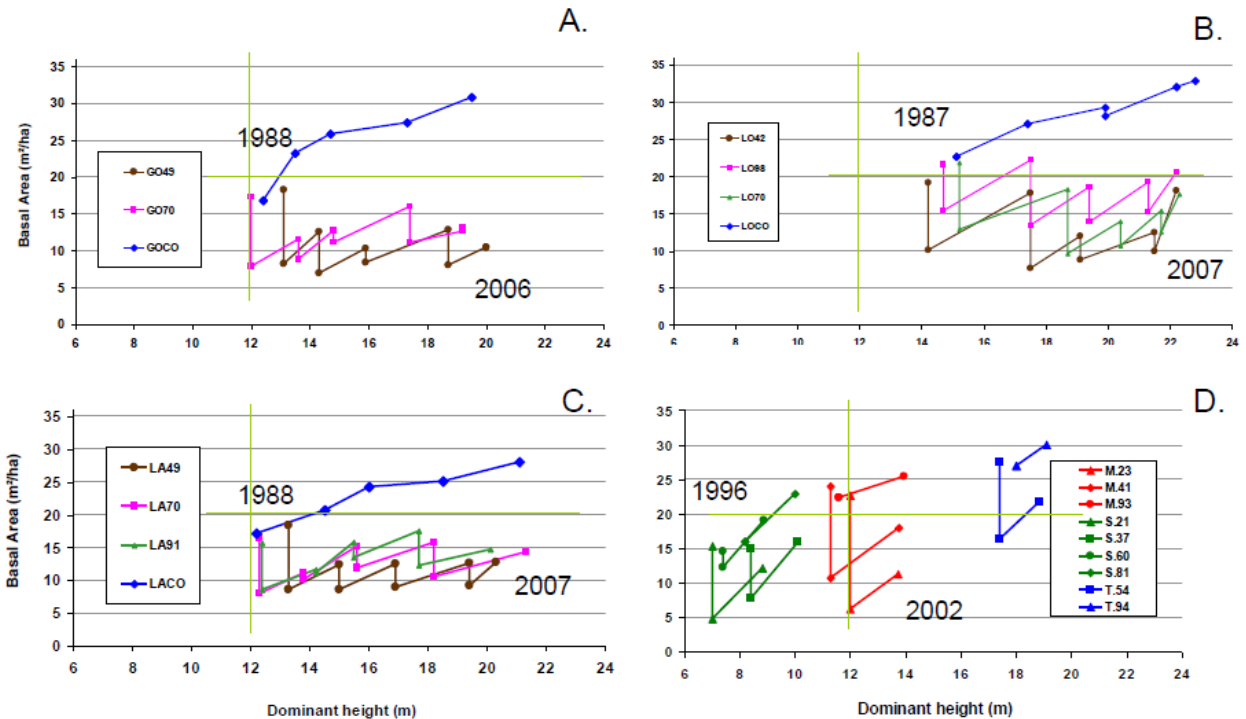 A.
Basal Area (m²/ha)
35
30
25
20
15
10
5
0
1988
2006
GO49
GO70
GOCO
6 8 10 12 14 16 18 20 22 24
B.
35
30
25
20
15
10
5
0
1987
2007
LO42
LO98
LO70
LOCO
6 8 10 12 14 16 18 20 22 24
C.
Basal Area (m²/ha)
35
30
25
20
15
10
5
0
1988
2007
LA49
LA70
LA91
LACO
6 8 10 12 14 16 18 20 22 24
Dominant height (m)
D.
35
30
25
20
15
10
5
0
1996
2002
M.23
M.41
M.93
S.21
S.37
S.60
S.81
T.54
T.94
6 8 10 12 14 16 18 20 22 24
Dominant height (m)